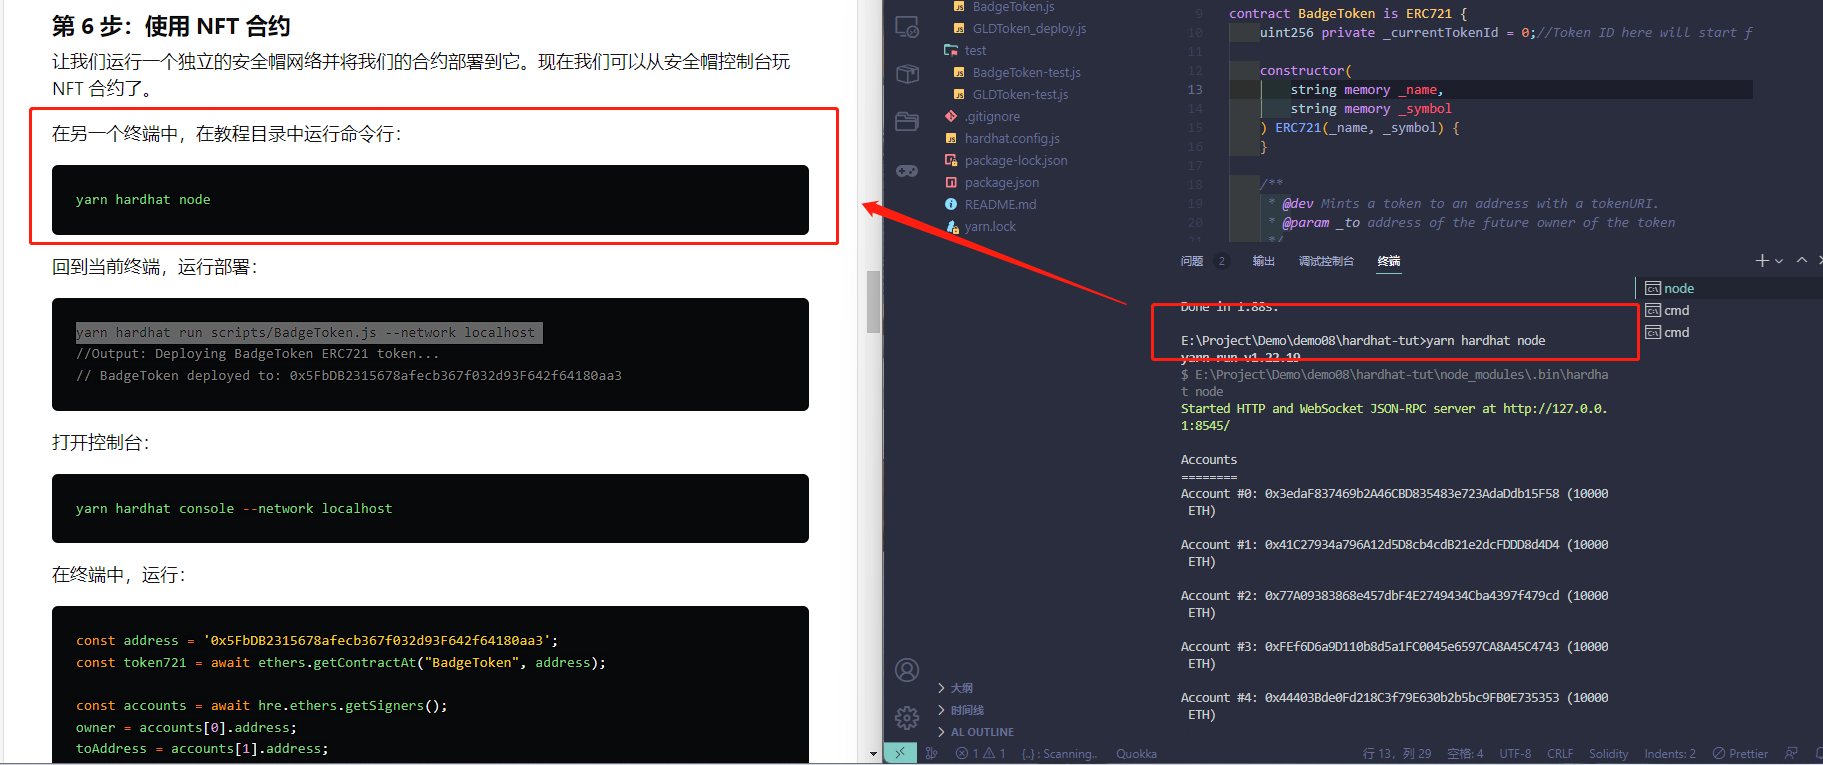 第 6 步：使用 NFT 合约
让我们运行一个独立的安全帽网络并将我们的合约部署到它。现在我们可以从安全帽控制台玩
NFT 合约了。
在另一个终端中，在教程目录中运行命令行：
yarn hardhat node
回到当前终端，运行部署：
yarn hardhat run scripts/BadgeToken.js --network localhost
//Output: Deploying BadgeToken ERC721 token...
// BadgeToken deployed to: 0x5FbDB2315678afecb367f032d93F642f64180aa3
打开控制台：
yarn hardhat console --network localhost
在终端中，运行：
const address = '0x5FbDB2315678afecb367f032d93F642f64180aa3';
const token721 = await ethers.getContractAt("BadgeToken", address);
const accounts = await hre.ethers.getSigners();
owner = accounts[0].address;
toAddress = accounts[1].address;
BadgeToken.js
GLDToken_deploy.js
test
BadgeToken-test.js
GLDToken-test.js
.gitignore
hardhat.config.js
package-lock.json
package.json
README.md
yarn.lock
大纲
时间线
AL OUTLINE
9 contract BadgeToken is ERC721 {
10 uint256 private _currentTokenId = 0;//Token ID here will start f
11
12 constructor(
13 string memory _name,
14 string memory _symbol
15 ) ERC721(_name, _symbol) {
16 }
17
18 /**
19 * @dev Mints a token to an address with a tokenURI.
20 * @param _to address of the future owner of the token
21 */
问题 2 输出 调试控制台 终端
node
cmd
cmd
Done in 1.88s.
E:\Project\Demo\demo08\hardhat-tut>yarn hardhat node
yarn run v1.22.19
$ E:\Project\Demo\demo08\hardhat-tut\node_modules\.bin\hardha
t node
Started HTTP and WebSocket JSON-RPC server at http://127.0.0.
1:8545/
Accounts
========
Account #0: 0x3edaF837469b2A46CBD835483e723AdaDdb15F58 (10000
ETH)
Account #1: 0x41C27934a796A12d5D8cb4cdB21e2dcFDDD8d4D4 (10000
ETH)
Account #2: 0x77A09383868e457dbF4E2749434Cba4397f479cd (10000
ETH)
Account #3: 0xFEf6D6a9D110b8d5a1FC0045e6597CA8A45C4743 (10000
ETH)
Account #4: 0x44403Bde0Fd218C3f79E630b2b5bc9FB0E735353 (10000
ETH)
1 1 {..} : Scanning.. Quokka 行 13，列 29 空格: 4 UTF-8 CRLF Solidity Indents: 2 Prettier